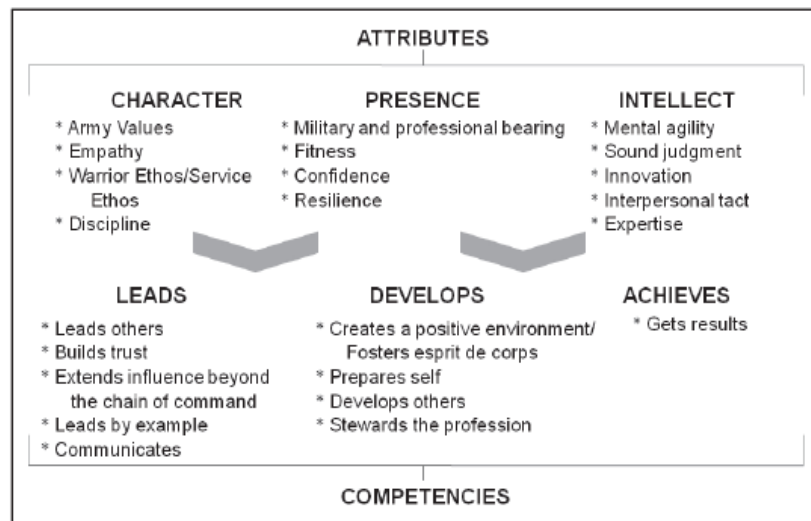 ATTRIBUTES
CHARACTER
* Army Values
* Empathy
* Warrior Ethos/Service
Ethos
* Discipline
PRESENCE
* Military and professional bearing
* Fitness
* Confidence
* Resilience
INTELLECT
* Mental agility
* Sound judgment
* Innovation
* Interpersonal tact
* Expertise
LEADS
* Leads others
* Builds trust
* Extends influence beyond
the chain of command
* Leads by example
* Communicates
DEVELOPS
* Creates a positive environment/
Fosters esprit de corps
* Prepares self
* Develops others
* Stewards the profession
ACHIEVES
* Gets results
COMPETENCIES